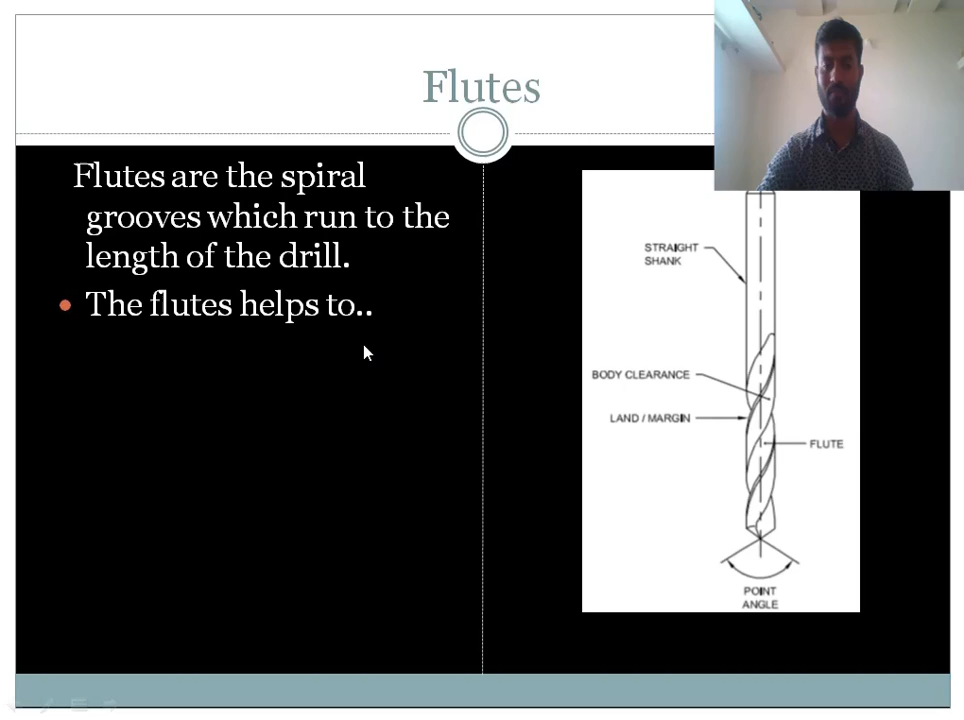 Flutes
Flutes are the spiral
grooves which run to the
length of the drill.
The flutes helps to..
STRAIGHT
SHANK
BODY CLEARANCE
LAND / MARGIN
FLUTE
POINT
ANGLE